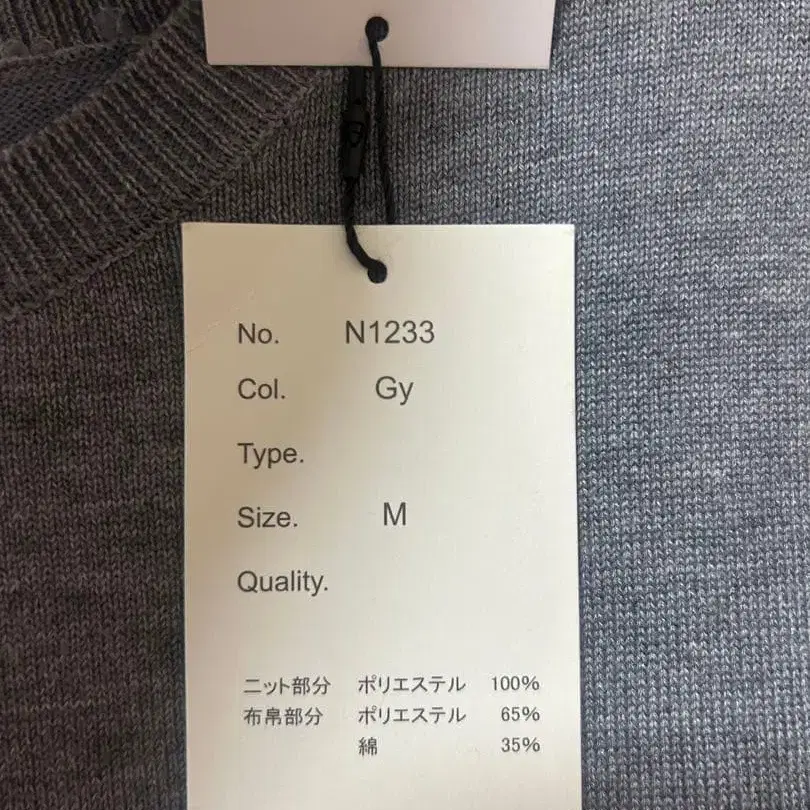 No. N1233
Col. Gy
Type.
Size. M
Quality.
ニット部分 ポリエステル 100%
布帛部分 ポリエステル 65%
綿 35%